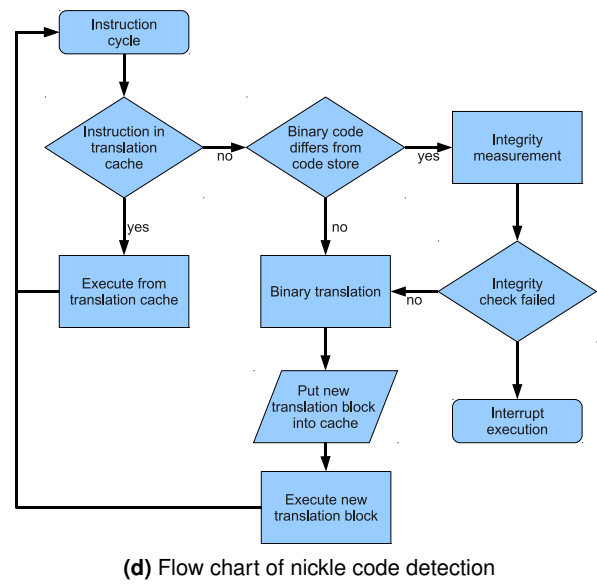 Instruction
cycle
Instruction in
translation
cache
no
Binary code
differs from
code store
yes
Integrity
measurement
yes
no
Execute from
translation cache
Binary translation
no
Integrity
check failed
Put new
translation block
into cache
Interrupt
execution
Execute new
translation block
(d) Flow chart of nickle code detection